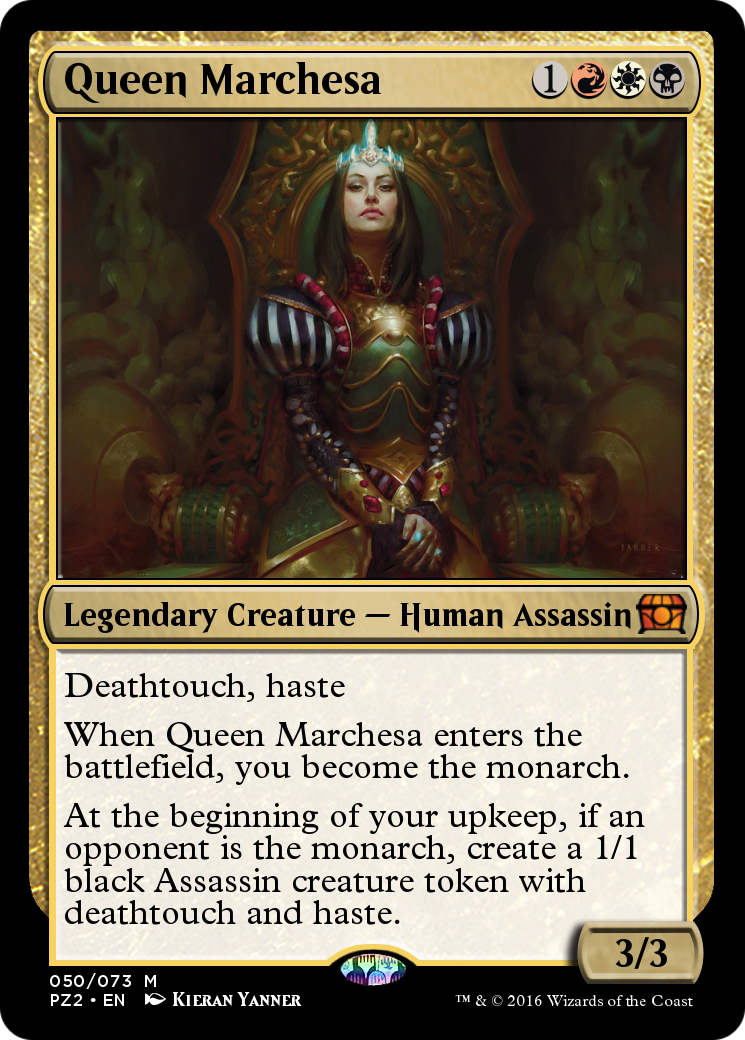 Queen Marchesa 1
YANNER
Legendary Creature — Human Assassin
Deathtouch, haste
When Queen Marchesa enters the
battlefield, you become the monarch.
At the beginning of your upkeep, if an
opponent is the monarch, create a 1/1
black Assassin creature token with
deathtouch and haste.
3/3
050/073 M
PZ2 • EN KIERAN YANNER
™ & © 2016 Wizards of the Coast